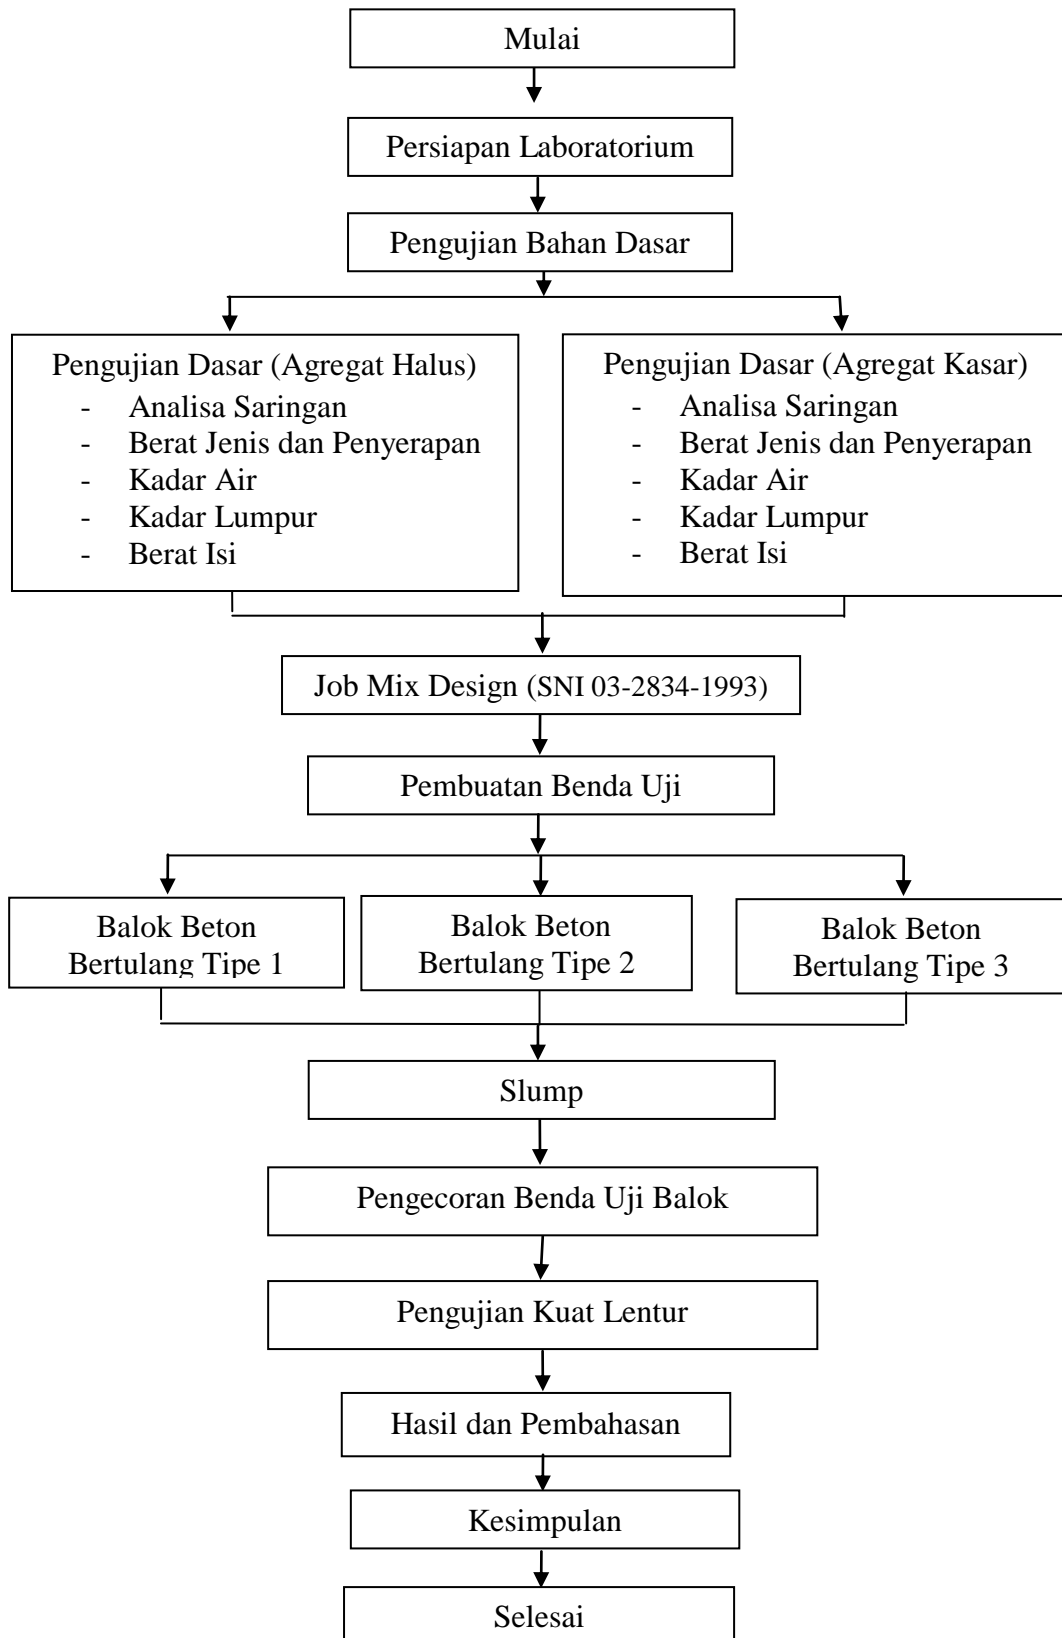 Mulai
Persiapan Laboratorium
Pengujian Bahan Dasar
Pengujian Dasar (Agregat Halus)
- Analisa Saringan
- Berat Jenis dan Penyerapan
- Kadar Air
- Kadar Lumpur
- Berat Isi
Pengujian Dasar (Agregat Kasar)
- Analisa Saringan
- Berat Jenis dan Penyerapan
- Kadar Air
- Kadar Lumpur
- Berat Isi
Job Mix Design (SNI 03-2834-1993)
Pembuatan Benda Uji
Balok Beton
Bertulang Tipe 1
Balok Beton
Bertulang Tipe 2
Balok Beton
Bertulang Tipe 3
Slump
Pengecoran Benda Uji Balok
Pengujian Kuat Lentur
Hasil dan Pembahasan
Kesimpulan
Selesai